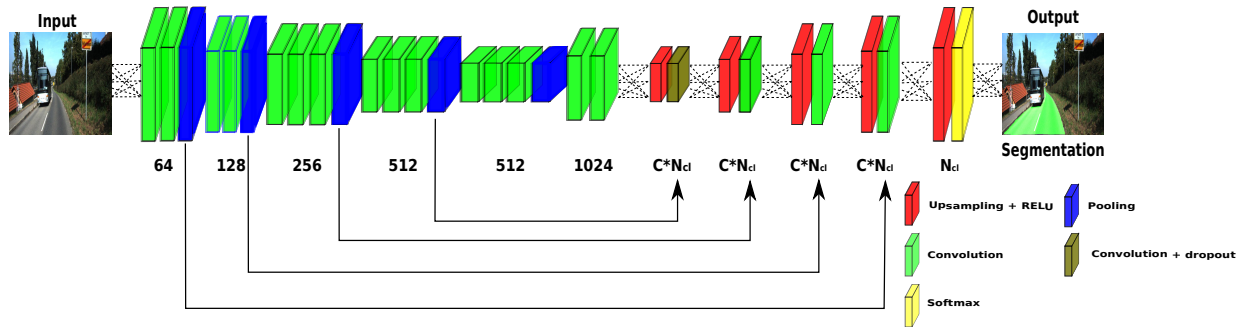 Input
Output
64
128
256
512
512
1024
C*Ncl
C*Ncl
C*Ncl
C*Ncl
Ncl
Segmentation
Upsampling + RELU
Pooling
Convolution
Convolution + dropout
Softmax